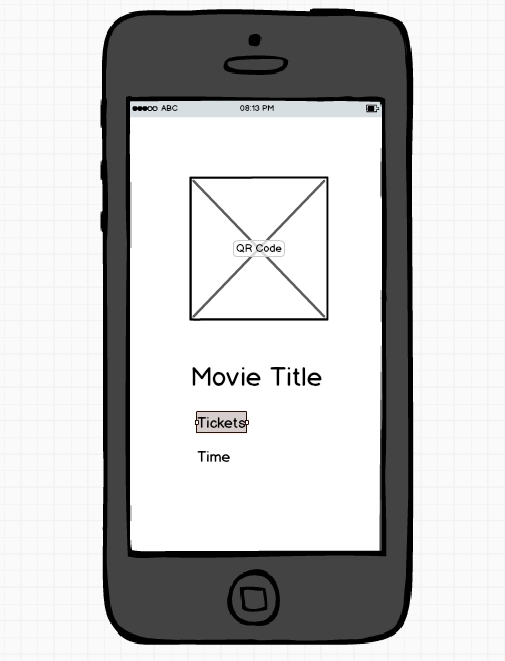 ABC 08:13 PM
QR Code
Movie Title
Tickets
Time